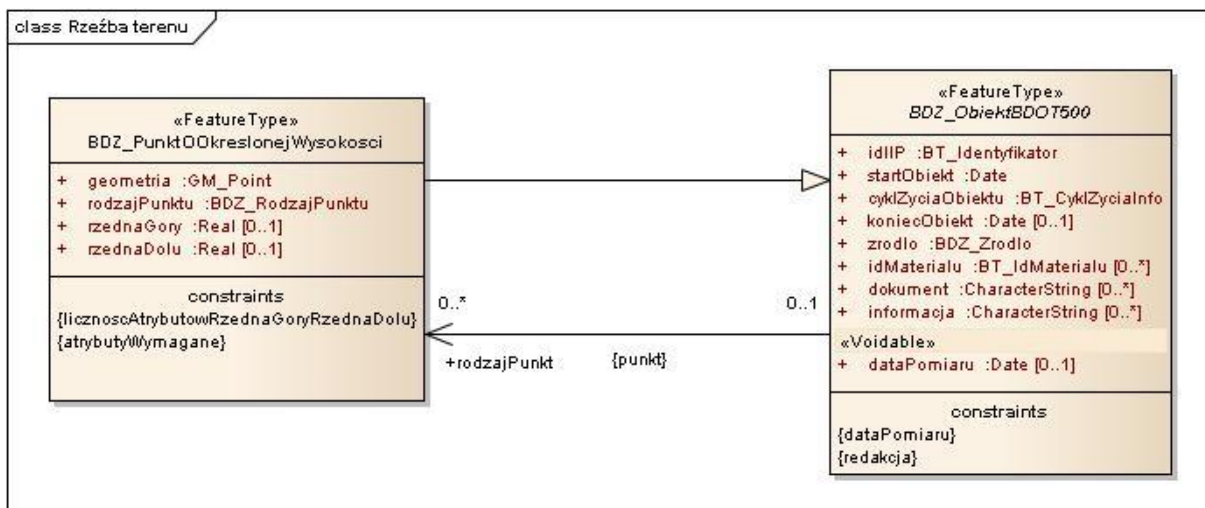 class Rzeźba terenu
«FeatureType»
BDZ_PunktOOkreslonejWysokosci
+ geometria :GM_Point
+ rodzajPunktu :BDZ_RodzajPunktu
+ rzednaGory :Real [0..1]
+ rzednaDolu :Real [0..1]
constraints
{licznoscAtrybutowRzednaGoryRzednaDolu}
{atrybutyWymagane}
0..*
0..1
+rodzajPunkt
{punkt}
«FeatureType»
BDZ_ObiektBDOT500
+ idIIP :BT_Identyfikator
+ startObiekt :Date
+ cyklZyciaObiektu :BT_CyklZyciaInfo
+ koniecObiekt :Date [0..1]
+ zrodlo :BDZ_Zrodlo
+ idMaterialu :BT_IdMaterialu [0..*]
+ dokument :CharacterString [0..*]
+ informacja :CharacterString [0..*]
«Voidable»
+ dataPomiaru :Date [0..1]
constraints
{dataPomiaru}
{redakcja}